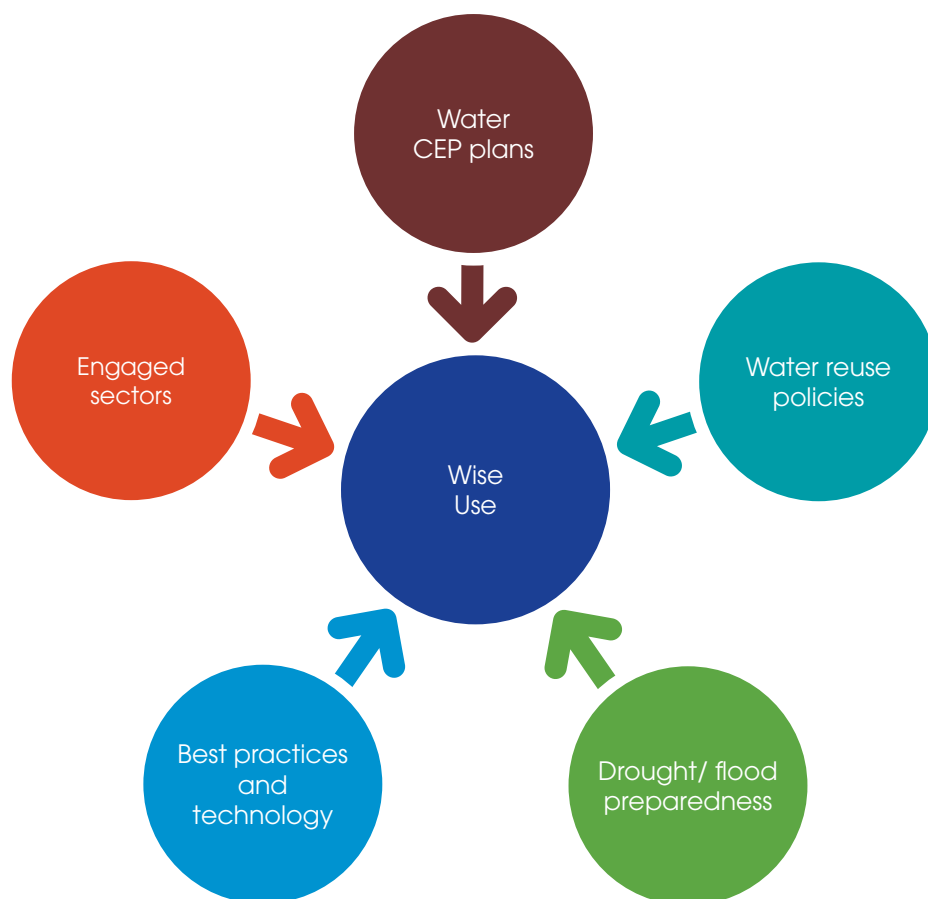 Water
CEP plans
Engaged
sectors
Water reuse
policies
Wise
Use
Best practices
and
technology
Drought/ flood
preparedness